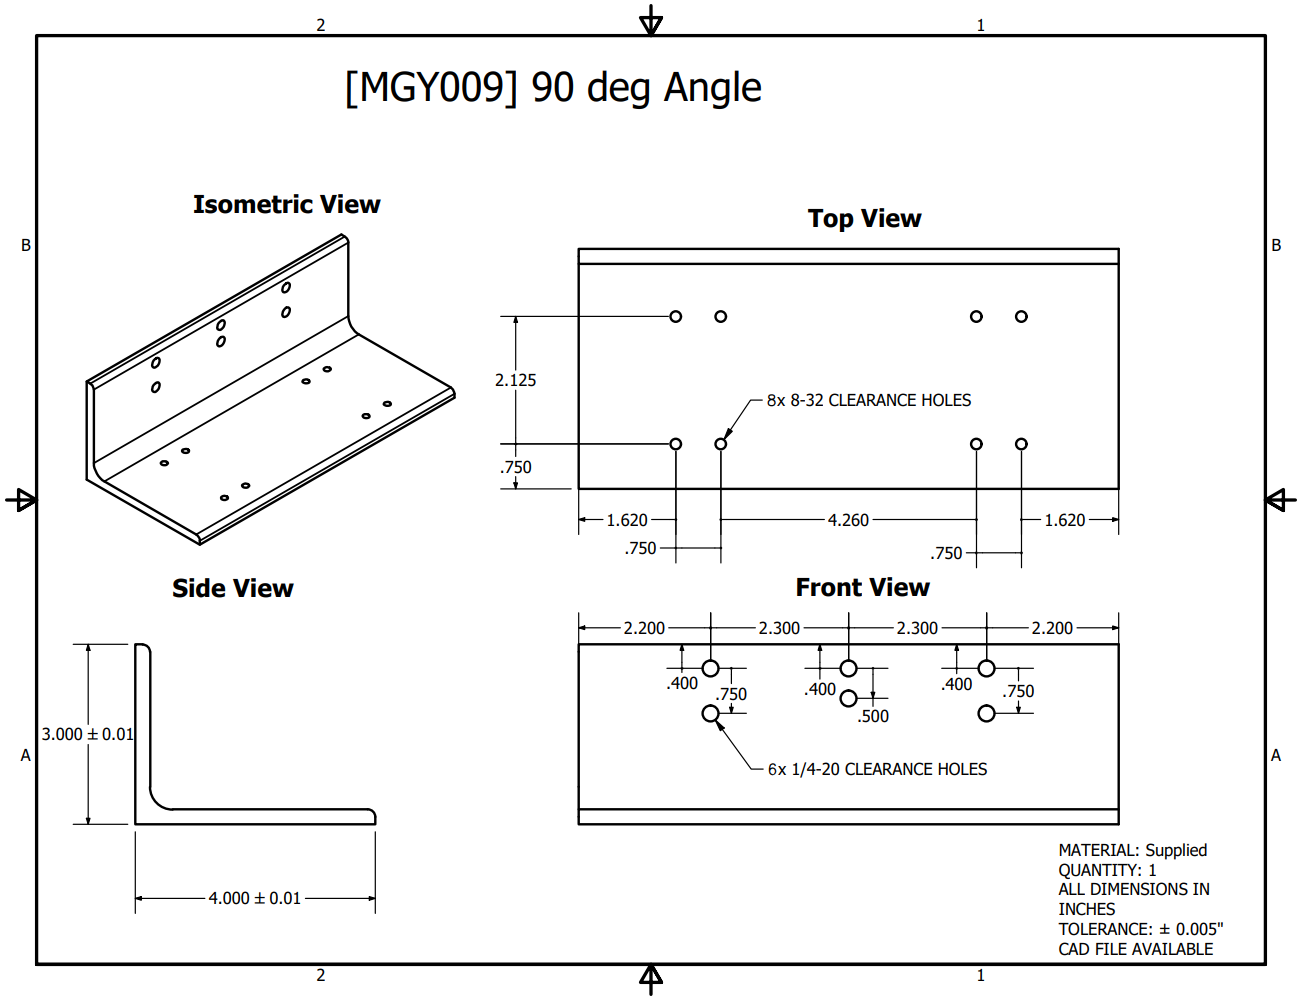 2 1
[MGY009] 90 deg Angle
Isometric View
Top View
B B
2.125
8x 8-32 CLEARANCE HOLES
.750
1.620 4.260 1.620
.750 .750
Side View
Front View
2.200 2.300 2.300 2.200
.400 .750 .400 .500 .400 .750
3.000 ± 0.01
6x 1/4-20 CLEARANCE HOLES
A A
4.000 ± 0.01
MATERIAL: Supplied
QUANTITY: 1
ALL DIMENSIONS IN
INCHES
TOLERANCE: ± 0.005"
CAD FILE AVAILABLE
2 1